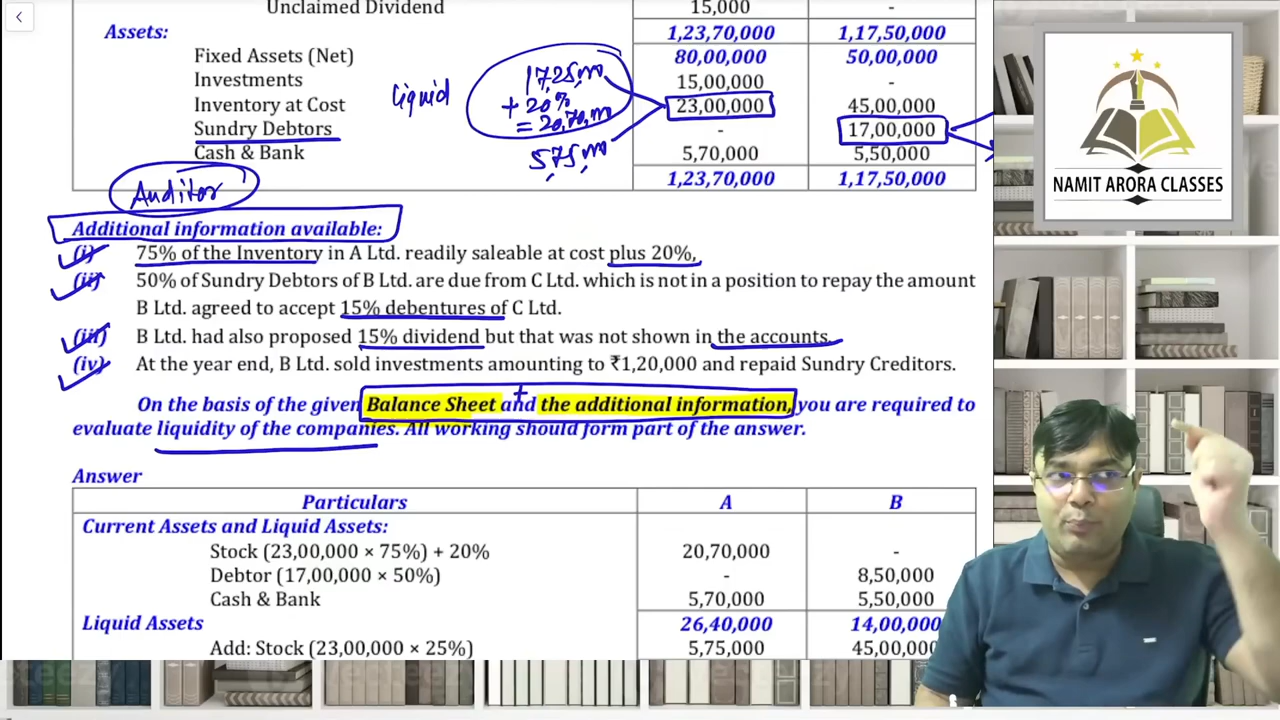 Unclaimed Dividend 15,000 -
Assets: 1,23,70,000 1,17,50,000
Fixed Assets (Net) 80,00,000 50,00,000
Investments 15,00,000 -
Inventory at Cost 23,00,000 45,00,000
Sundry Debtors - 17,00,000
Cash & Bank 5,70,000 5,50,000
1,23,70,000 1,17,50,000
liquid
+ 20%
Auditor
Additional information available:
(i) 75% of the Inventory in A Ltd. readily saleable at cost plus 20%,
(ii) 50% of Sundry Debtors of B Ltd. are due from C Ltd. which is not in a position to repay the amount
B Ltd. agreed to accept 15% debentures of C Ltd.
(iii) B Ltd. had also proposed 15% dividend but that was not shown in the accounts.
(iv) At the year end, B Ltd. sold investments amounting to ₹1,20,000 and repaid Sundry Creditors.
+
On the basis of the given Balance Sheet and the additional information, you are required to
evaluate liquidity of the companies. All working should form part of the answer.
Answer
Particulars A B
Current Assets and Liquid Assets:
Stock (23,00,000 × 75%) + 20% 20,70,000 -
Debtor (17,00,000 × 50%) - 8,50,000
Cash & Bank 5,70,000 5,50,000
Liquid Assets 26,40,000 14,00,000
Add: Stock (23,00,000 × 25%) 5,75,000 45,00,000
NAMIT ARORA CLASSES